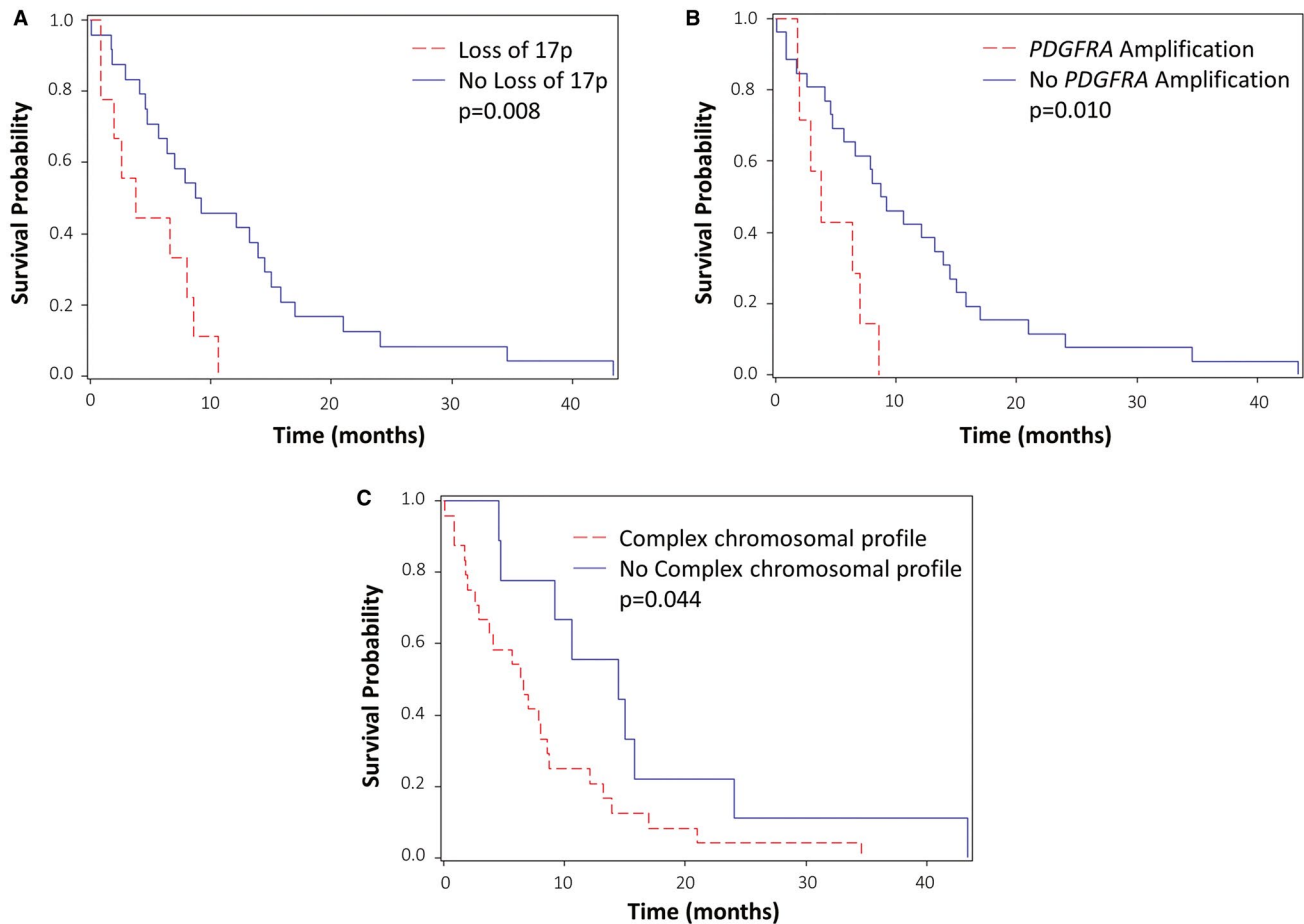 A
Loss of 17p
No Loss of 17p
p=0.008
Survival Probability
1.0
0.8
0.6
0.4
0.2
0.0
0 10 20 30 40
Time (months)
B
PDGFRA Amplification
No PDGFRA Amplification
p=0.010
Survival Probability
1.0
0.8
0.6
0.4
0.2
0.0
0 10 20 30 40
Time (months)
C
Complex chromosomal profile
No Complex chromosomal profile
p=0.044
Survival Probability
1.0
0.8
0.6
0.4
0.2
0.0
0 10 20 30 40
Time (months)